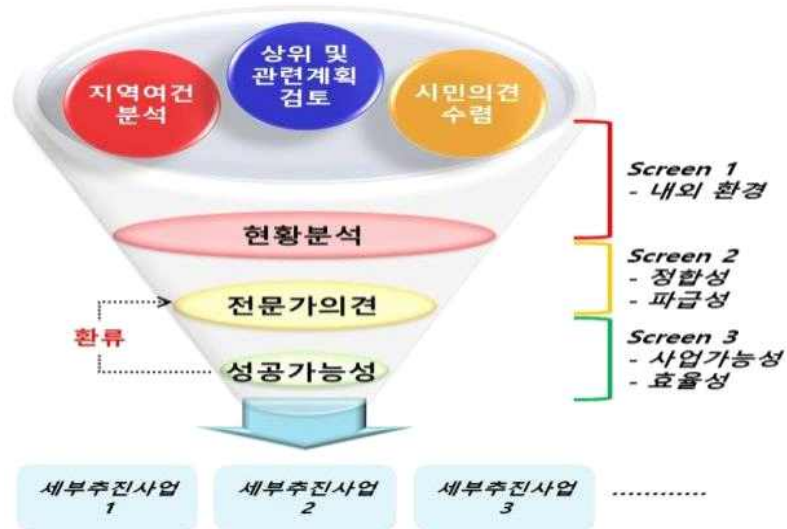 지역여건
분석
상위 및
관련계획
검토
시민의견
수렴
Screen 1
- 내외 환경
현황분석
Screen 2
- 정합성
- 파급성
전문가의견
환류
Screen 3
- 사업가능성
- 효율성
성공가능성
세부추진사업
1
세부추진사업
2
세부추진사업
3
............